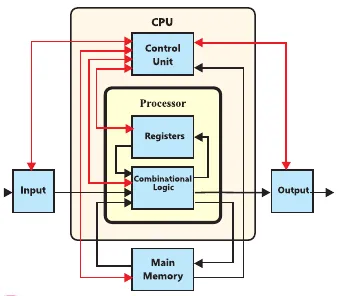 CPU
Control
Unit
Processor
Registers
Combinational
Logic
Input
Output.
Main
Memory